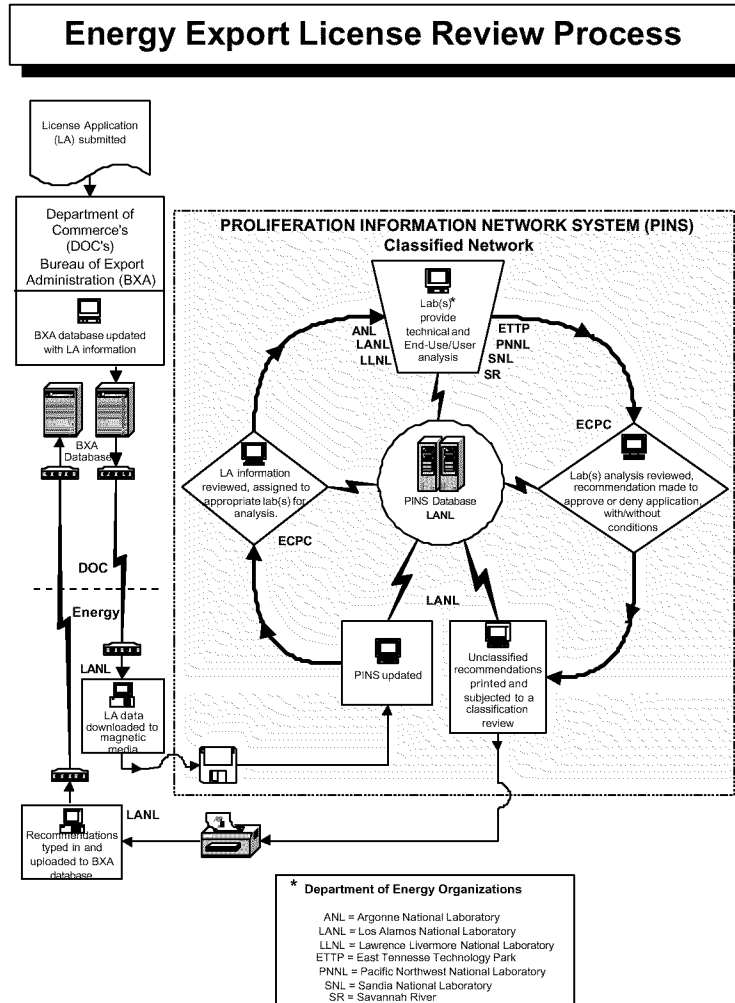 Energy Export License Review Process
License Application
(LA) submitted
Department of
Commerce's
(DOC's)
Bureau of Export
Administration (BXA)
BXA database updated
with LA information
BXA
Database
DOC
Energy
LANL
LA data
downloaded to
magnetic
media
LANL
Recommendations
typed in and
uploaded to BXA
database
PROLIFERATION INFORMATION NETWORK SYSTEM (PINS)
Classified Network
Lab(s)*
provide
technical and
End-Use/User
analysis
ANL
LANL
LLNL
ETTP
PNNL
SNL
SR
ECPC
LA information
reviewed, assigned to
appropriate lab(s) for
analysis.
ECPC
PINS Database
LANL
Lab(s) analysis reviewed,
recommendation made to
approve or deny application,
with/without
conditions
LANL
PINS updated
Unclassified
recommendations
printed and
subjected to a
classification
review
* Department of Energy Organizations
ANL = Argonne National Laboratory
LANL = Los Alamos National Laboratory
LLNL = Lawrence Livermore National Laboratory
ETTP = East Tennesse Technology Park
PNNL = Pacific Northwest National Laboratory
SNL = Sandia National Laboratory
SR = Savannah River